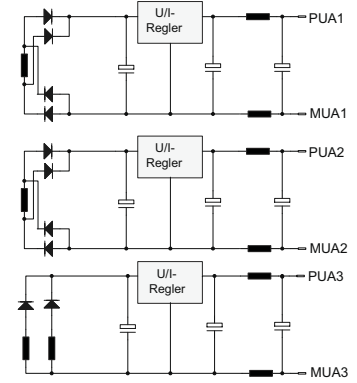 U/I-
Regler
PUA1
MUA1
U/I-
Regler
PUA2
MUA2
U/I-
Regler
PUA3
MUA3